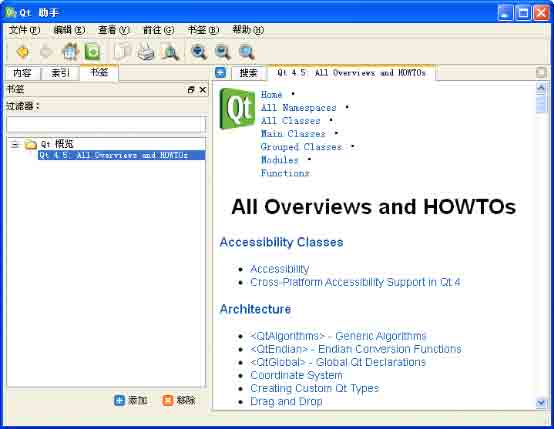 Qt 助手
文件(F) 编辑(E) 查看(V) 前往(G) 书签(B) 帮助(H)
内容 索引 书签
书签
过滤器：
Qt 概览
Qt 4.5: All Overviews and HOWTOs
添加 移除
搜索 Qt 4.5: All Overviews and HOWTOs
Qt
Home •
All Namespaces •
All Classes •
Main Classes •
Grouped Classes •
Modules •
Functions
All Overviews and HOWTOs
Accessibility Classes
• Accessibility
• Cross-Platform Accessibility Support in Qt 4
Architecture
• <QtAlgorithms> - Generic Algorithms
• <QtEndian> - Endian Conversion Functions
• <QtGlobal> - Global Qt Declarations
• Coordinate System
• Creating Custom Qt Types
• Drag and Drop